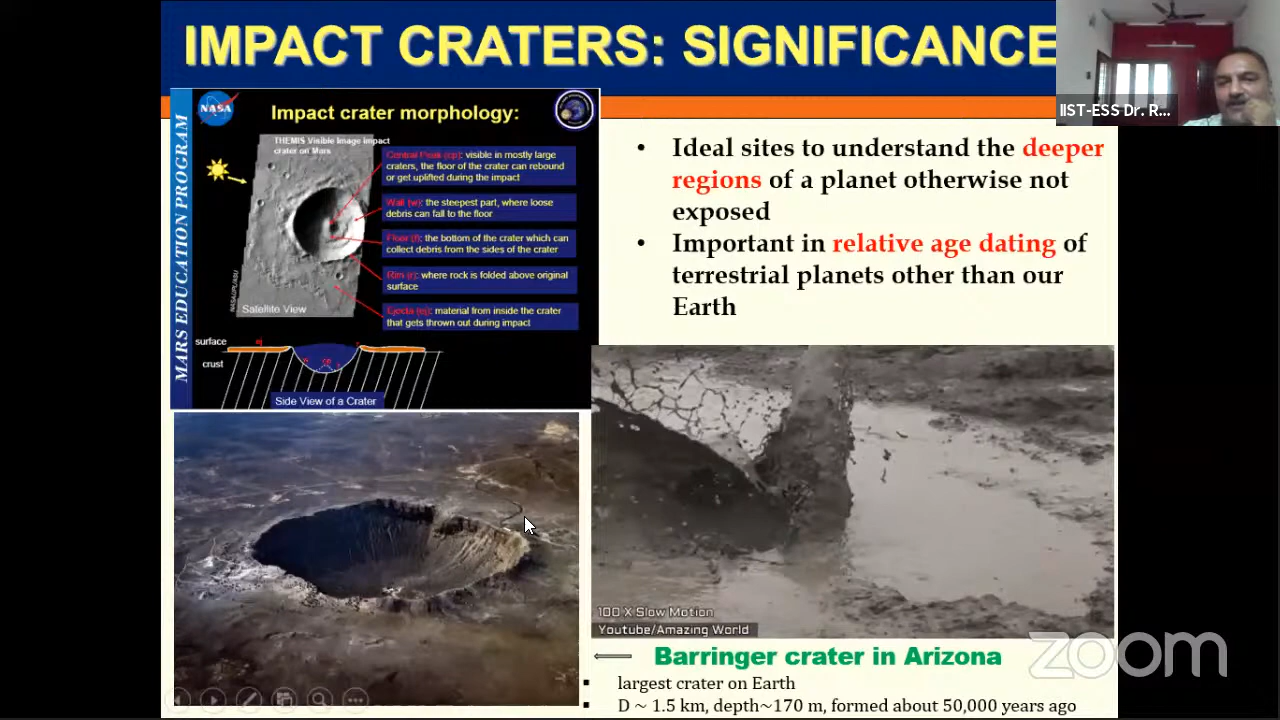 IMPACT CRATERS: SIGNIFICANCE
IIST-ESS Dr. R...
MARS EDUCATION PROGRAM
NASA
Impact crater morphology:
THEMIS Visible Image Impact
crater on Mars
Central Peak (cp): visible in mostly large
craters, the floor of the crater can rebound
or get uplifted during the impact
Wall (w): the steepest part, where loose
debris can fall to the floor
Floor (f): the bottom of the crater which can
collect debris from the sides of the crater
Rim (r): where rock is folded above original
surface
Ejecta (ej): material from inside the crater
that gets thrown out during impact
NASA/JPL/ASU
Satellite View
surface
crust
ej
r
cp
Side View of a Crater
• Ideal sites to understand the deeper
regions of a planet otherwise not
exposed
• Important in relative age dating of
terrestrial planets other than our
Earth
100 X Slow Motion
Youtube/Amazing World
Barringer crater in Arizona
▪ largest crater on Earth
▪ D ~ 1.5 km, depth~170 m, formed about 50,000 years ago
zoom